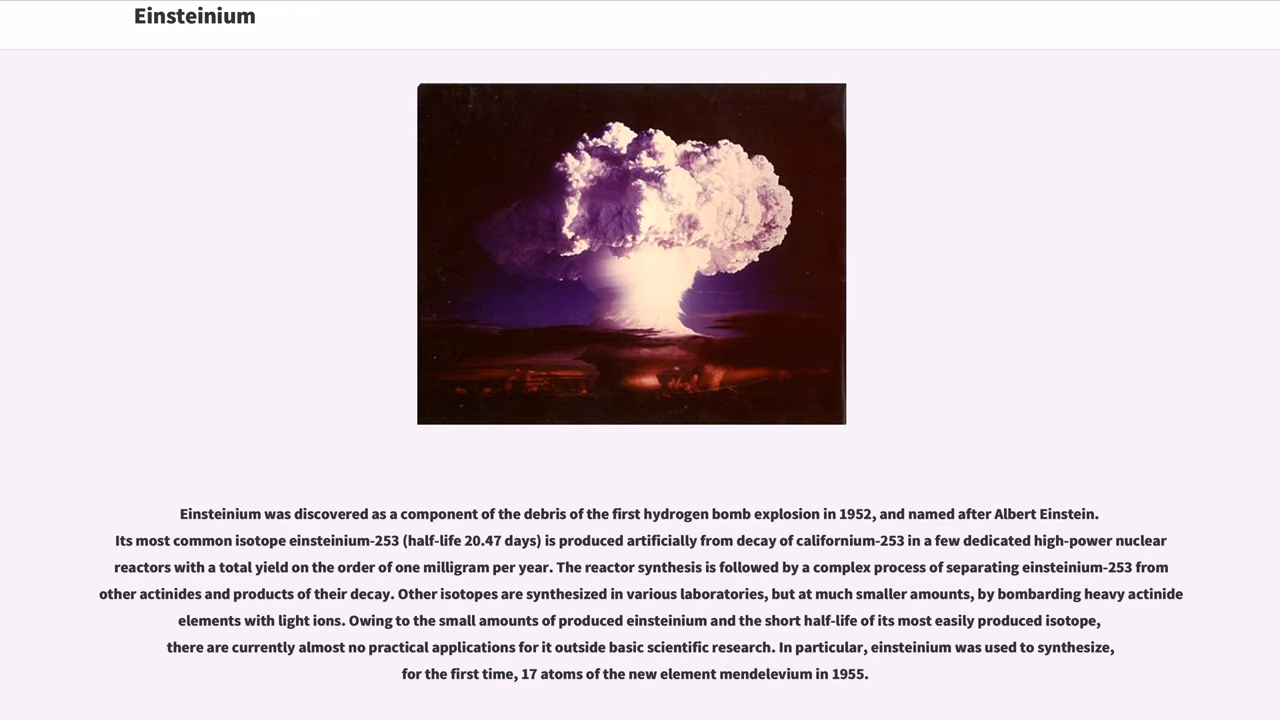 Einsteinium
Einsteinium was discovered as a component of the debris of the first hydrogen bomb explosion in 1952, and named after Albert Einstein.
Its most common isotope einsteinium-253 (half-life 20.47 days) is produced artificially from decay of californium-253 in a few dedicated high-power nuclear
reactors with a total yield on the order of one milligram per year. The reactor synthesis is followed by a complex process of separating einsteinium-253 from
other actinides and products of their decay. Other isotopes are synthesized in various laboratories, but at much smaller amounts, by bombarding heavy actinide
elements with light ions. Owing to the small amounts of produced einsteinium and the short half-life of its most easily produced isotope,
there are currently almost no practical applications for it outside basic scientific research. In particular, einsteinium was used to synthesize,
for the first time, 17 atoms of the new element mendelevium in 1955.